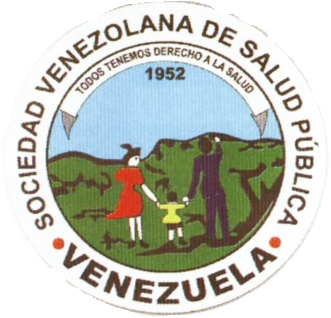 SOCIEDAD VENEZOLANA DE SALUD PÚBLICA
TODOS TENEMOS DERECHO A LA SALUD
1952
• VENEZUELA •